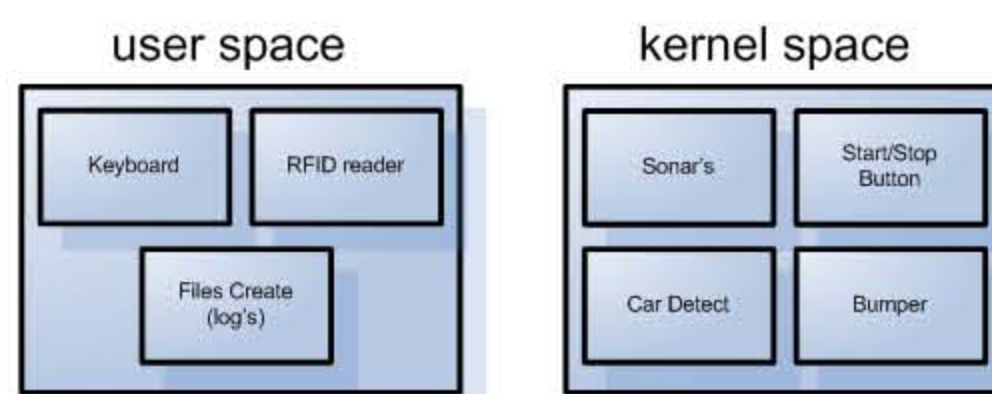 user space
kernel space
Keyboard
RFID reader
Files Create
(log's)
Sonar's
Start/Stop
Button
Car Detect
Bumper